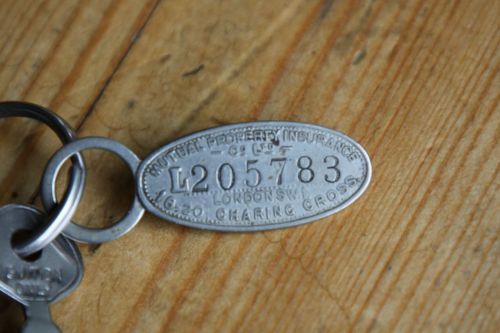 MUTUAL PROPERTY INSURANCE
Co LTD
L205783
LONDON S.W.1
16-20 CHARING CROSS